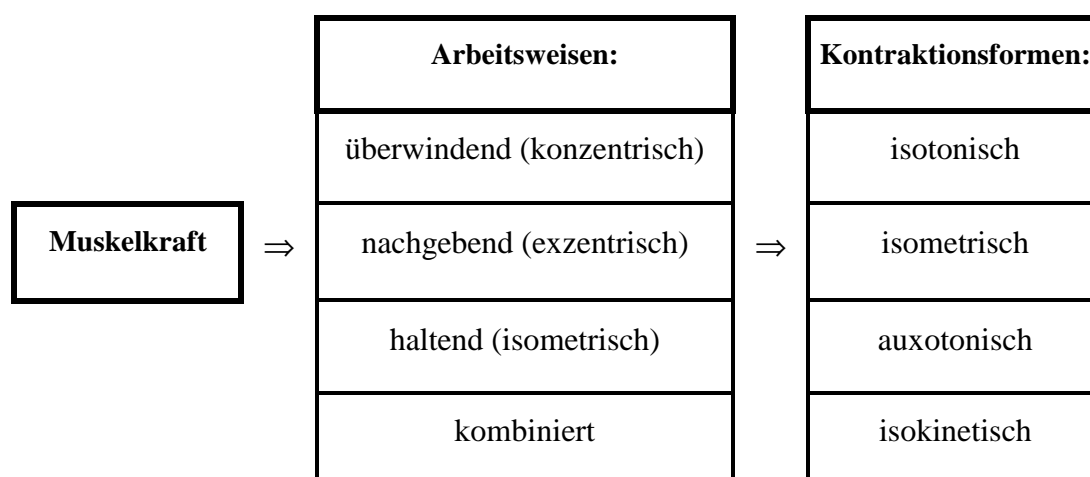 Arbeitsweisen:
Kontraktionsformen:
überwindend (konzentrisch)
isotonisch
Muskelkraft
⇒
nachgebend (exzentrisch)
⇒
isometrisch
haltend (isometrisch)
auxotonisch
kombiniert
isokinetisch